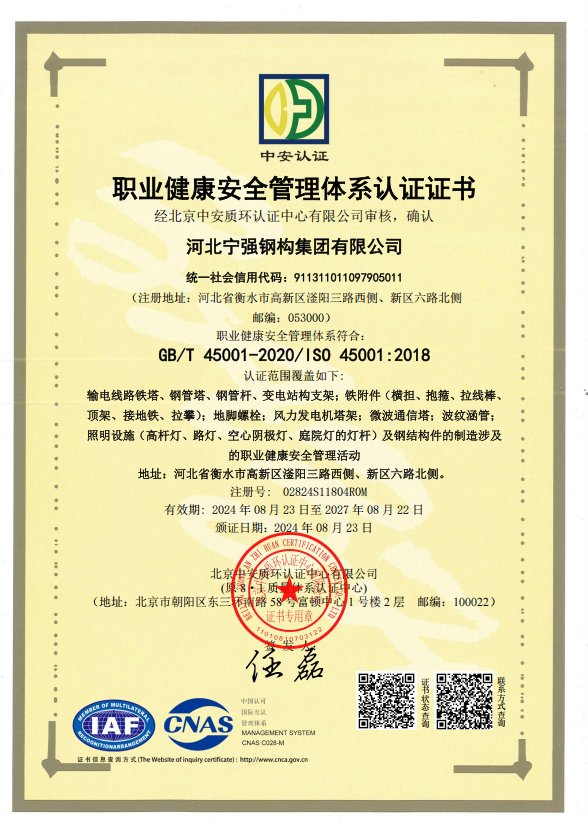 中安认证
职业健康安全管理体系认证证书
经北京中安质环认证中心有限公司审核，确认
河北宁强钢构集团有限公司
统一社会信用代码：911311011097905011
（注册地址：河北省衡水市高新区滏阳三路西侧、新区六路北侧
邮编：053000）
职业健康安全管理体系符合：
GB/T 45001-2020/ISO 45001:2018
认证范围覆盖如下：
输电线路铁塔、钢管塔、钢管杆、变电站构支架；铁附件（横担、抱箍、拉线棒、
顶架、接地铁、拉攀）；地脚螺栓；风力发电机塔架；微波通信塔；波纹涵管；
照明设施（高杆灯、路灯、空心阴极灯、庭院灯的灯杆）及钢结构件的制造涉及
的职业健康安全管理活动
地址：河北省衡水市高新区滏阳三路西侧、新区六路北侧。
注册号： 02824S11804R0M
有效期: 2024 年 08 月 23 日至 2027 年 08 月 22 日
颁证日期: 2024 年 08 月 23 日
北京中安质环认证中心有限公司
(原 8 质量体系认证中心)
（地址：北京市朝阳区东三环南路 58 号富顿中心 1 号楼 2 层 邮编：100022）
证书专用章
11010810703122
签发人
任磊
MEMBER OF MULTILATERAL
IAF
RECOGNITION ARRANGEMENT
CNAS
中国认可
国际互认
管理体系
MANAGEMENT SYSTEM
CNAS C028-M
证书状态查询
联系方式查询
证书信息查询方式(The Website of inquiry certificate)：http://www.cnca.gov.cn